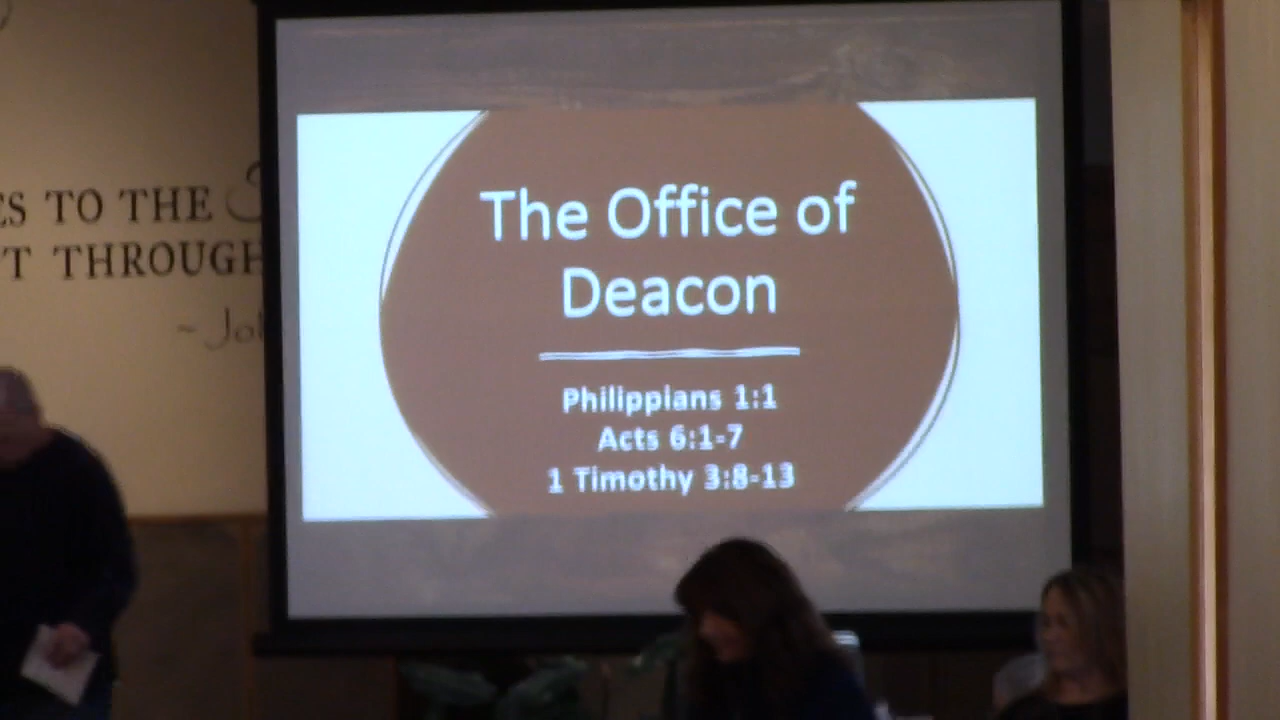 TO THE
THROUGH
The Office of
Deacon
Philippians 1:1
Acts 6:1-7
1 Timothy 3:8-13